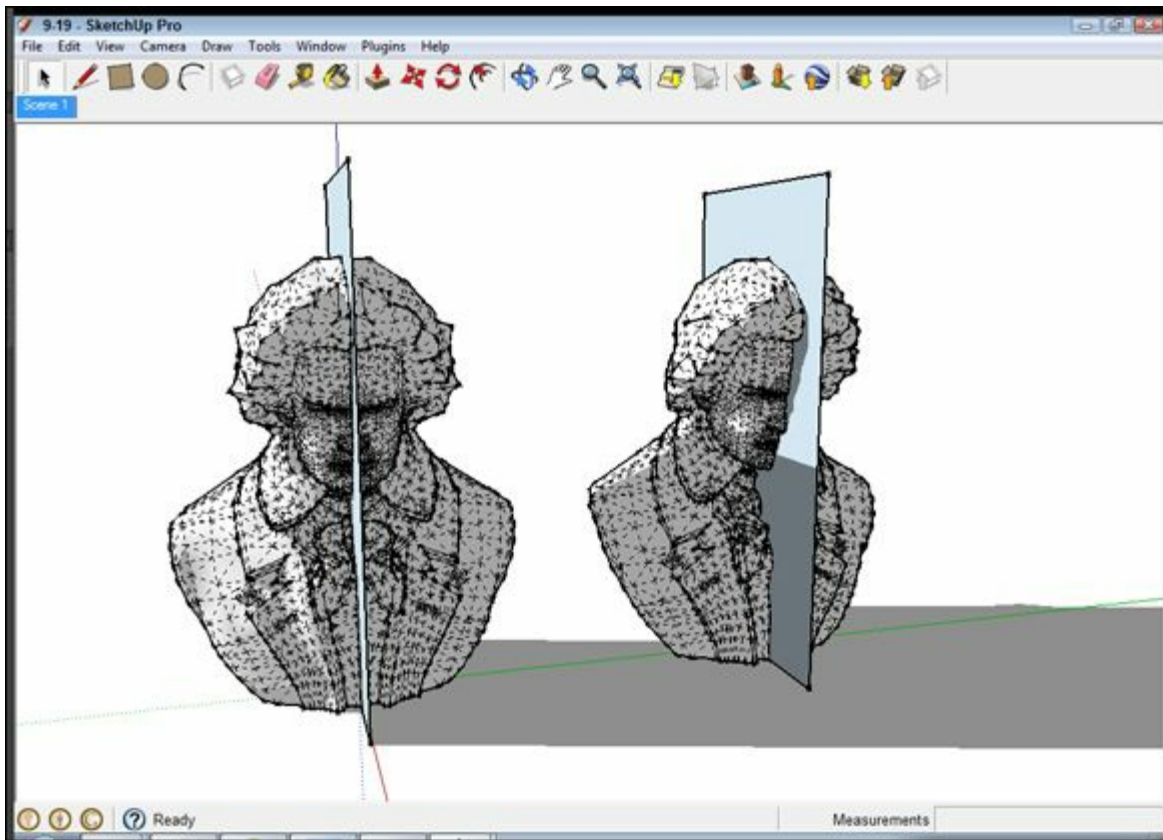 9-19 - SketchUp Pro
File Edit View Camera Draw Tools Window Plugins Help
Scene 1
Ready
Measurements